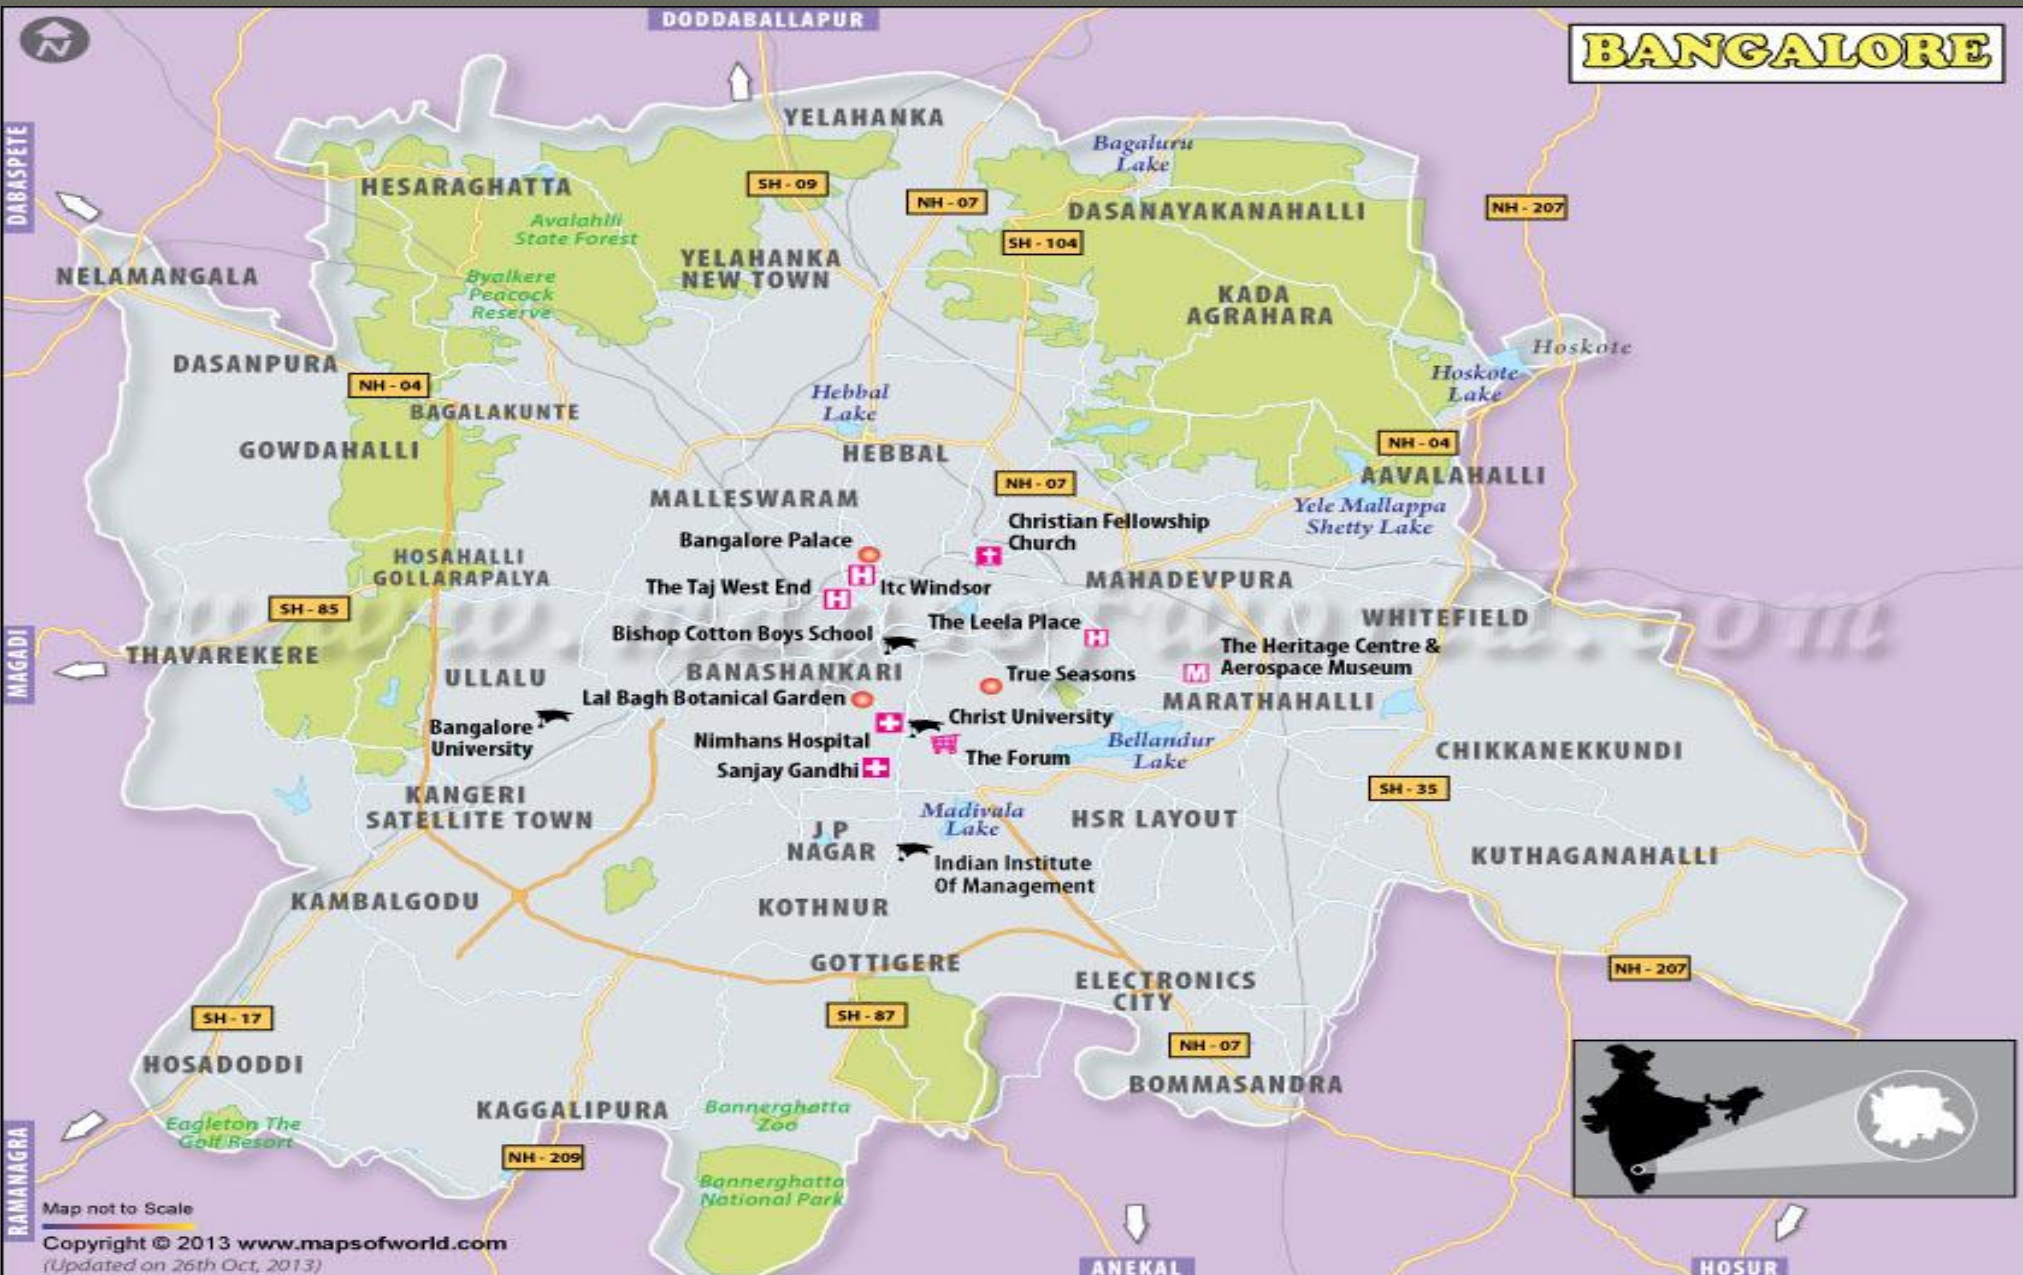 DODDABALLAPUR
N
BANGALORE
YELAHANKA
DABASPETE
Bagaluru
Lake
HESARAGHATTA
SH - 09
NH - 07
NH - 207
DASANAYAKANAHALLI
Avalahlli
State Forest
SH - 104
YELAHANKA
NEW TOWN
NELAMANGALA
Byalkere
Peacock
Reserve
KADA
AGRAHARA
Hoskote
DASANPURA
NH - 04
Hoskote
Lake
Hebbal
Lake
BAGALAKUNTE
GOWDAHALLI
HEBBAL
NH - 04
AAVALAHALLI
NH - 07
MALLESWARAM
Yele Mallappa
Shetty Lake
Christian Fellowship
Church
Bangalore Palace
HOSAHALLI
GOLLARAPALYA
H
The Taj West End
H
Itc Windsor
MAHADEVPURA
SH - 85
WHITEFIELD
The Leela Place
H
Bishop Cotton Boys School
MAGADI
THAVAREKERE
The Heritage Centre &
Aerospace Museum
M
ULLALU
BANASHANKARI
True Seasons
Lal Bagh Botanical Garden
MARATHAHALLI
Bangalore
University
Christ University
Nimhans Hospital
Bellandur
Lake
CHIKKANEKKUNDI
The Forum
Sanjay Gandhi
SH - 35
KANGERI
SATELLITE TOWN
Madivala
Lake
HSR LAYOUT
J P
NAGAR
Indian Institute
Of Management
KUTHAGANAHALLI
KAMBALGODU
KOTHNUR
GOTTIGERE
NH - 207
ELECTRONICS
CITY
SH - 17
SH - 87
NH - 07
HOSADODDI
BOMMASANDRA
KAGGALIPURA
Bannerghatta
Zoo
Eagleton The
Golf Resort
NH - 209
RAMANAGRA
Bannerghatta
National Park
Map not to Scale
Copyright © 2013 www.mapsofworld.com
(Updated on 26th Oct, 2013)
ANEKAL
HOSUR